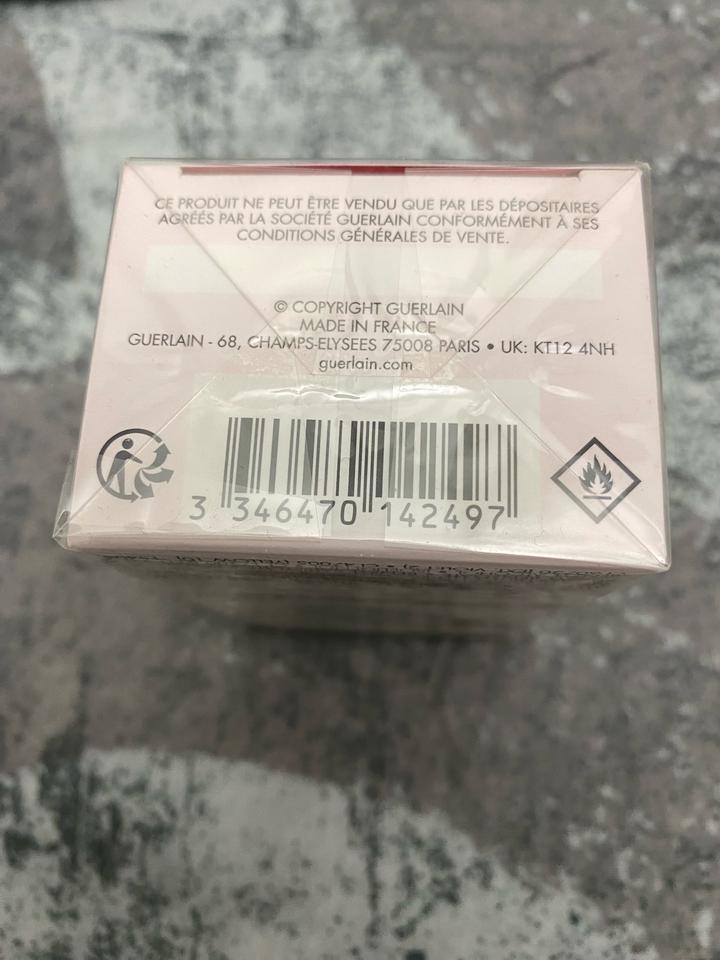 CE PRODUIT NE PEUT ÊTRE VENDU QUE PAR LES DÉPOSITAIRES
AGRÉÉS PAR LA SOCIÉTÉ GUERLAIN CONFORMÉMENT À SES
CONDITIONS GÉNÉRALES DE VENTE.
© COPYRIGHT GUERLAIN
MADE IN FRANCE
GUERLAIN - 68, CHAMPS-ELYSEES 75008 PARIS • UK: KT12 4NH
guerlain.com
3 346470 142497